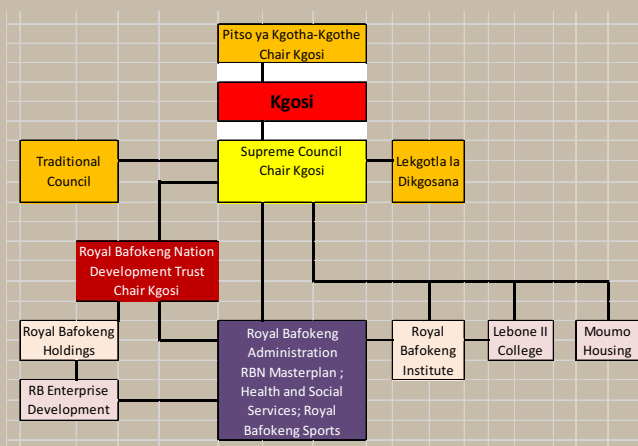 Pitso ya Kgotha-Kgothe
Chair Kgosi
Kgosi
Traditional
Council
Supreme Council
Chair Kgosi
Lekgotla la
Dikgosana
Royal Bafokeng Nation
Development Trust
Chair Kgosi
Royal Bafokeng
Holdings
RB Enterprise
Development
Royal Bafokeng
Administration
RBN Masterplan ;
Health and Social
Services; Royal
Bafokeng Sports
Royal
Bafokeng
Institute
Lebone II
College
Moumo
Housing